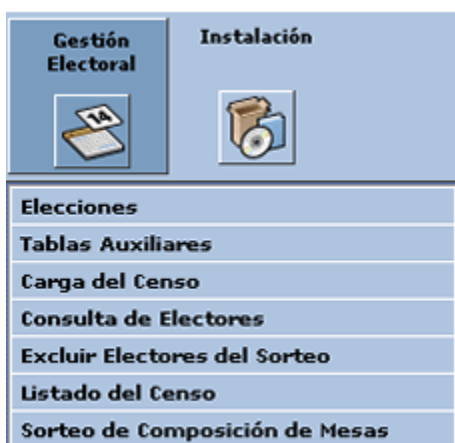 Gestión
Electoral
Instalación
14
Elecciones
Tablas Auxiliares
Carga del Censo
Consulta de Electores
Excluir Electores del Sorteo
Listado del Censo
Sorteo de Composición de Mesas